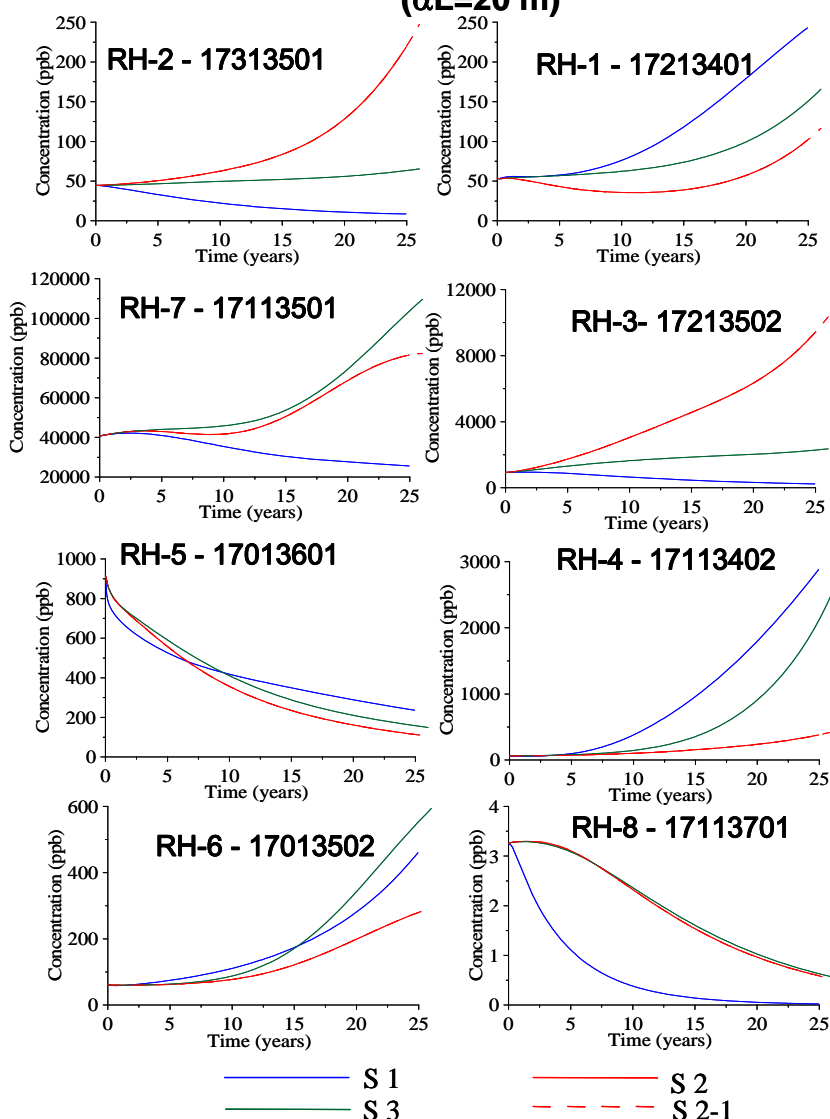 (αL=20 m)
RH-2 - 17313501
Concentration (ppb)
250
200
150
100
50
0
0 5 10 15 20 25
Time (years)
RH-1 - 17213401
Concentration (ppb)
250
200
150
100
50
0
0 5 10 15 20 25
Time (years)
RH-7 - 17113501
Concentration (ppb)
120000
100000
80000
60000
40000
20000
0 5 10 15 20 25
Time (years)
RH-3- 17213502
Concentration (ppb)
12000
8000
4000
0
0 5 10 15 20 25
Time (years)
RH-5 - 17013601
Concentration (ppb)
1000
800
600
400
200
0
0 5 10 15 20 25
Time (years)
RH-4 - 17113402
Concentration (ppb)
3000
2000
1000
0
0 5 10 15 20 25
Time (years)
RH-6 - 17013502
Concentration (ppb)
600
400
200
0
0 5 10 15 20 25
Time (years)
RH-8 - 17113701
Concentration (ppb)
4
3
2
1
0
0 5 10 15 20 25
Time (years)
S 1
S 2
S 3
S 2-1